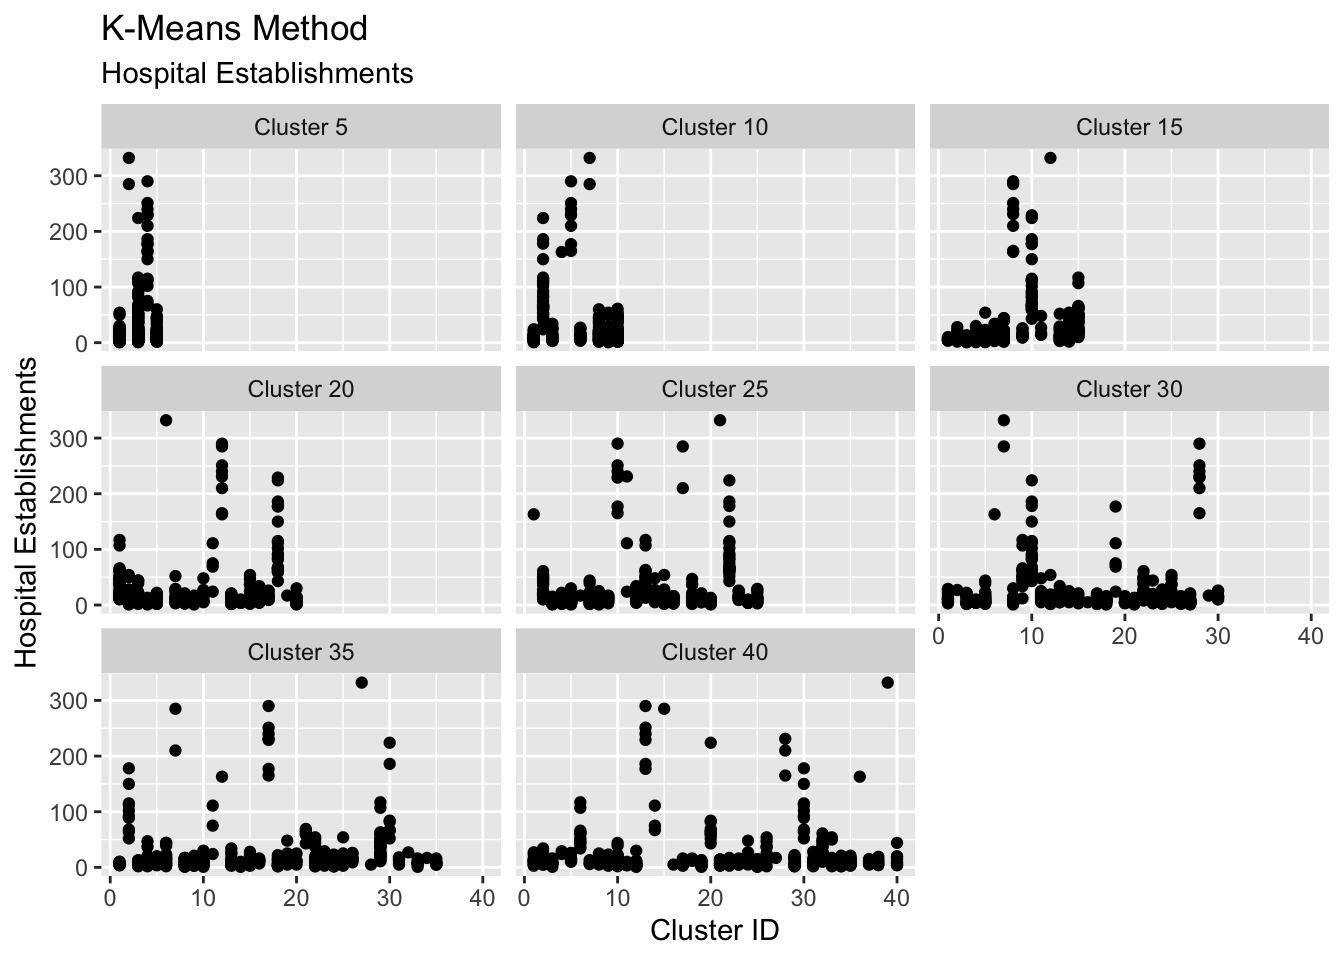 K-Means Method
Hospital Establishments
Cluster 5
Cluster 10
Cluster 15
300
200
100
0
Cluster 20
Cluster 25
Cluster 30
300
200
100
0
0 10 20 30 40
Cluster 35
Cluster 40
300
200
100
0
0 10 20 30 40
0 10 20 30 40
Hospital Establishments
Cluster ID